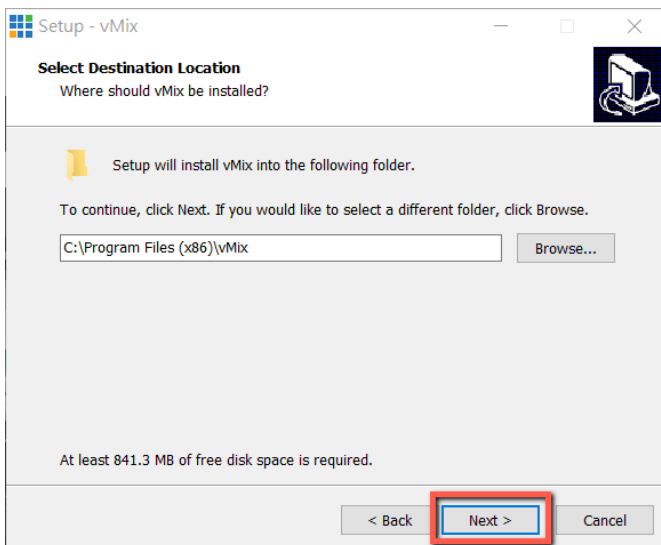 Setup - vMix
Select Destination Location
Where should vMix be installed?
Setup will install vMix into the following folder.
To continue, click Next. If you would like to select a different folder, click Browse.
C:\Program Files (x86)\vMix
Browse...
At least 841.3 MB of free disk space is required.
< Back
Next >
Cancel